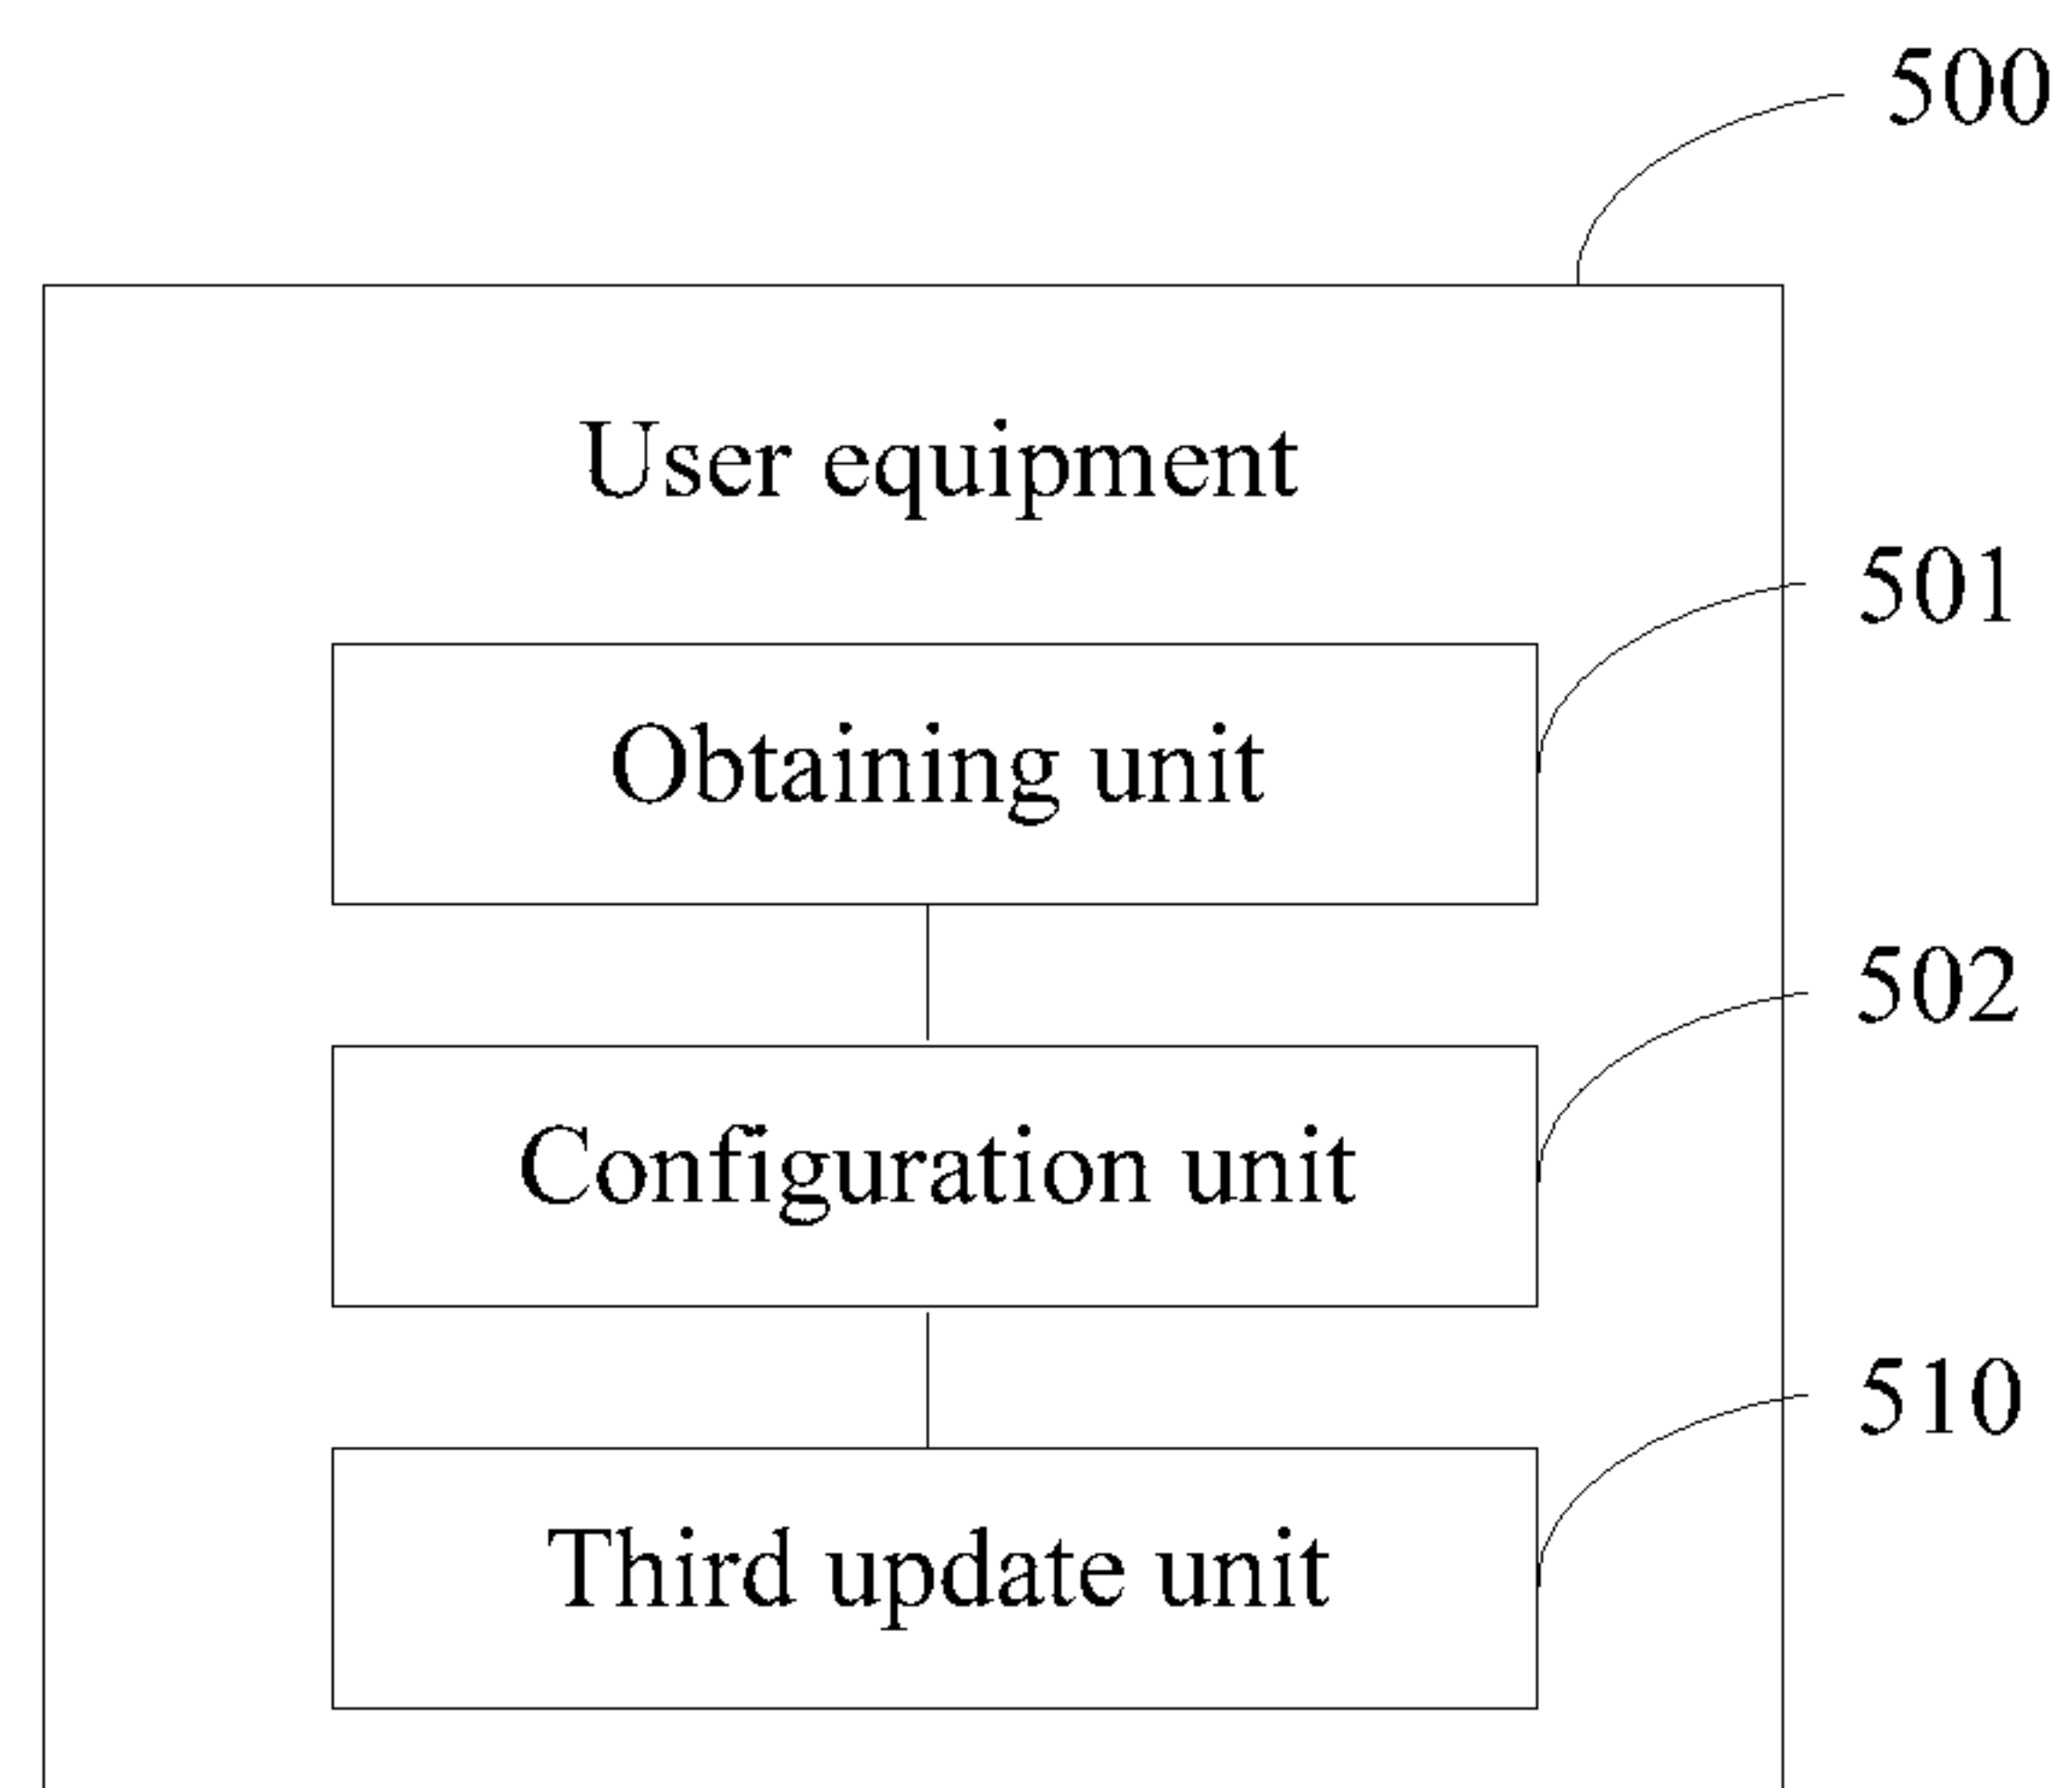 500
User equipment
501
Obtaining unit
502
Configuration unit
510
Third update unit